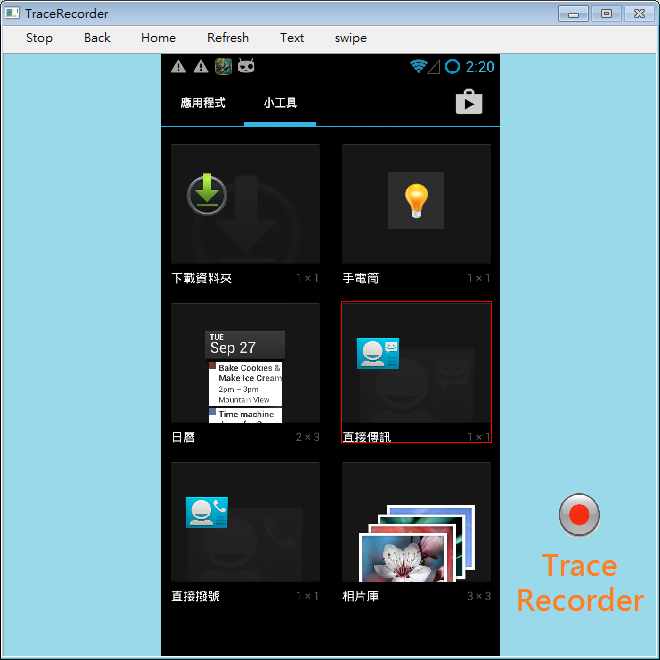 TraceRecorder
Stop Back Home Refresh Text swipe
2:20
應用程式 小工具
下載資料夾 1 × 1 手電筒 1 × 1
TUE
Sep 27
Bake Cookies &
Make Ice Cream
2pm – 3pm
Mountain View
Time machine
日曆 2 × 3 直接傳訊 1 × 1
直接撥號 1 × 1 相片庫 3 × 3
Trace
Recorder